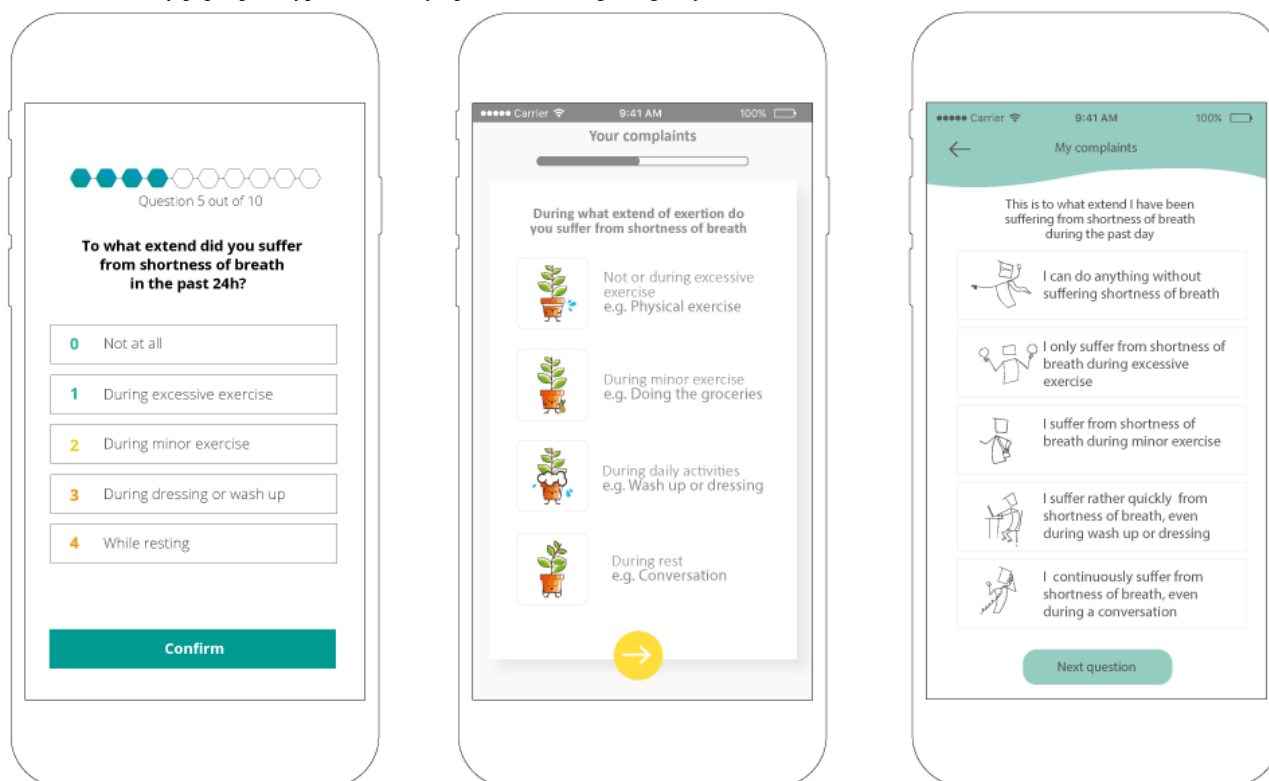 Question 5 out of 10
To what extend did you suffer
from shortness of breath
in the past 24h?
0 Not at all
1 During excessive exercise
2 During minor exercise
3 During dressing or wash up
4 While resting
Confirm
Carrier 9:41 AM 100%
Your complaints
During what extend of exertion do
you suffer from shortness of breath
Not or during excessive
exercise
e.g. Physical exercise
During minor exercise
e.g. Doing the groceries
During daily activities
e.g. Wash up or dressing
During rest
e.g. Conversation
Carrier 9:41 AM 100%
My complaints
This is to what extend I have been
suffering from shortness of breath
during the past day
I can do anything without
suffering shortness of breath
I only suffer from shortness of
breath during excessive
exercise
I suffer from shortness of
breath during minor exercise
I suffer rather quickly from
shortness of breath, even
during wash up or dressing
I continuously suffer from
shortness of breath, even
during a conversation
Next question